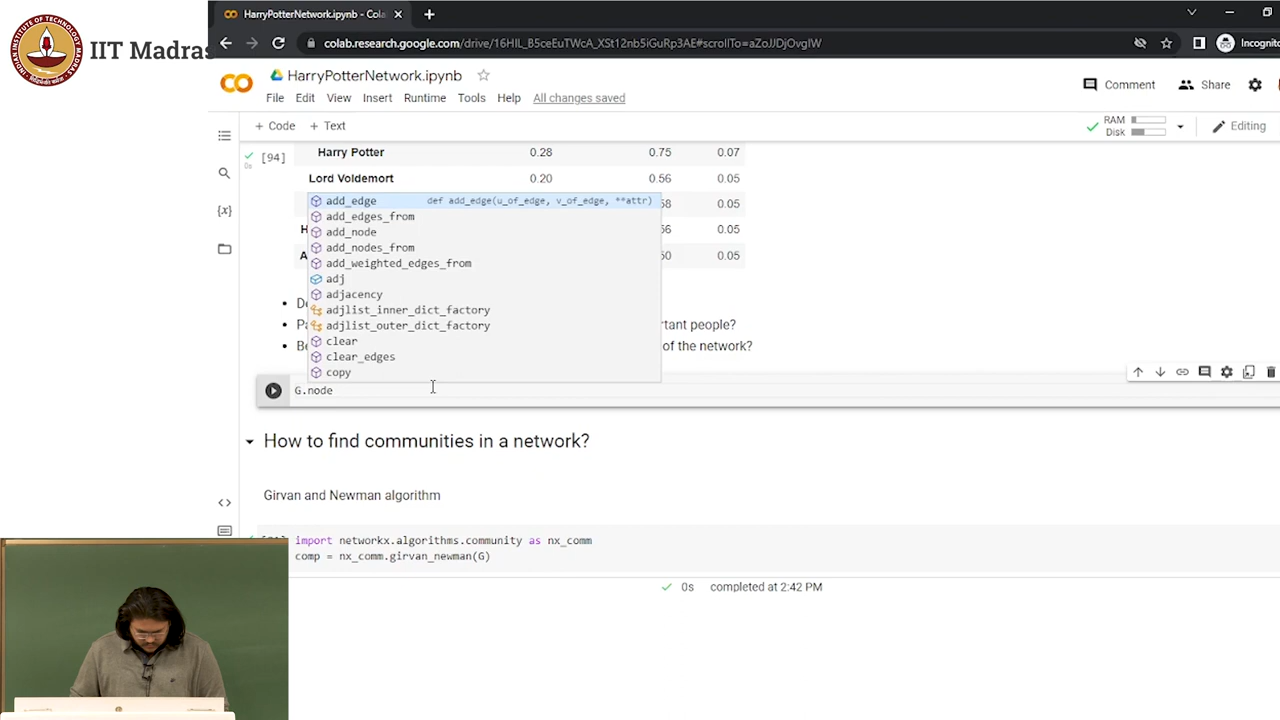 IIT Madras
HarryPotterNetwork.ipynb - Cola
colab.research.google.com/drive/16HIL_B5ceEuTWcA_XSt12nb5iGuRp3AE#scrollTo=aZoJJDjOvgIW
Incognito
HarryPotterNetwork.ipynb
Comment
Share
File Edit View Insert Runtime Tools Help All changes saved
+ Code + Text
RAM
Disk
Editing
[94]
0s
Harry Potter 0.28 0.75 0.07
Lord Voldemort 0.20 0.56 0.05
add_edge def add_edge(u_of_edge, v_of_edge, **attr)
58 0.05
add_edges_from
add_node
H 56 0.05
add_nodes_from
A 50 0.05
add_weighted_edges_from
adj
adjacency
D
adjlist_inner_dict_factory
adjlist_outer_dict_factory
Pa rtant people?
clear
Be of the network?
clear_edges
copy
G.node
How to find communities in a network?
Girvan and Newman algorithm
import networkx.algorithms.community as nx_comm
comp = nx_comm.girvan_newman(G)
0s completed at 2:42 PM